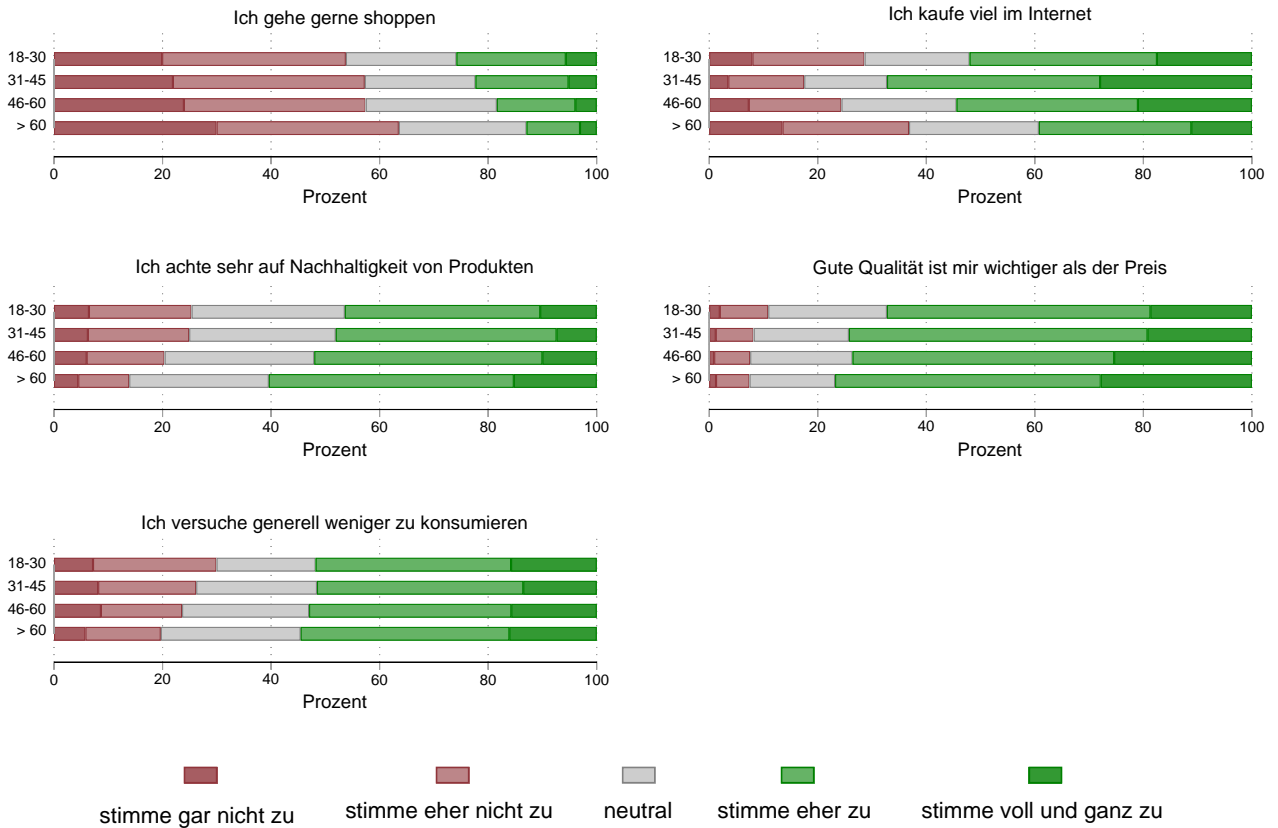 Ich gehe gerne shoppen
18-30
31-45
46-60
> 60
0 20 40 60 80 100
Prozent
Ich kaufe viel im Internet
18-30
31-45
46-60
> 60
0 20 40 60 80 100
Prozent
Ich achte sehr auf Nachhaltigkeit von Produkten
18-30
31-45
46-60
> 60
0 20 40 60 80 100
Prozent
Gute Qualität ist mir wichtiger als der Preis
18-30
31-45
46-60
> 60
0 20 40 60 80 100
Prozent
Ich versuche generell weniger zu konsumieren
18-30
31-45
46-60
> 60
0 20 40 60 80 100
Prozent
stimme gar nicht zu stimme eher nicht zu neutral stimme eher zu stimme voll und ganz zu